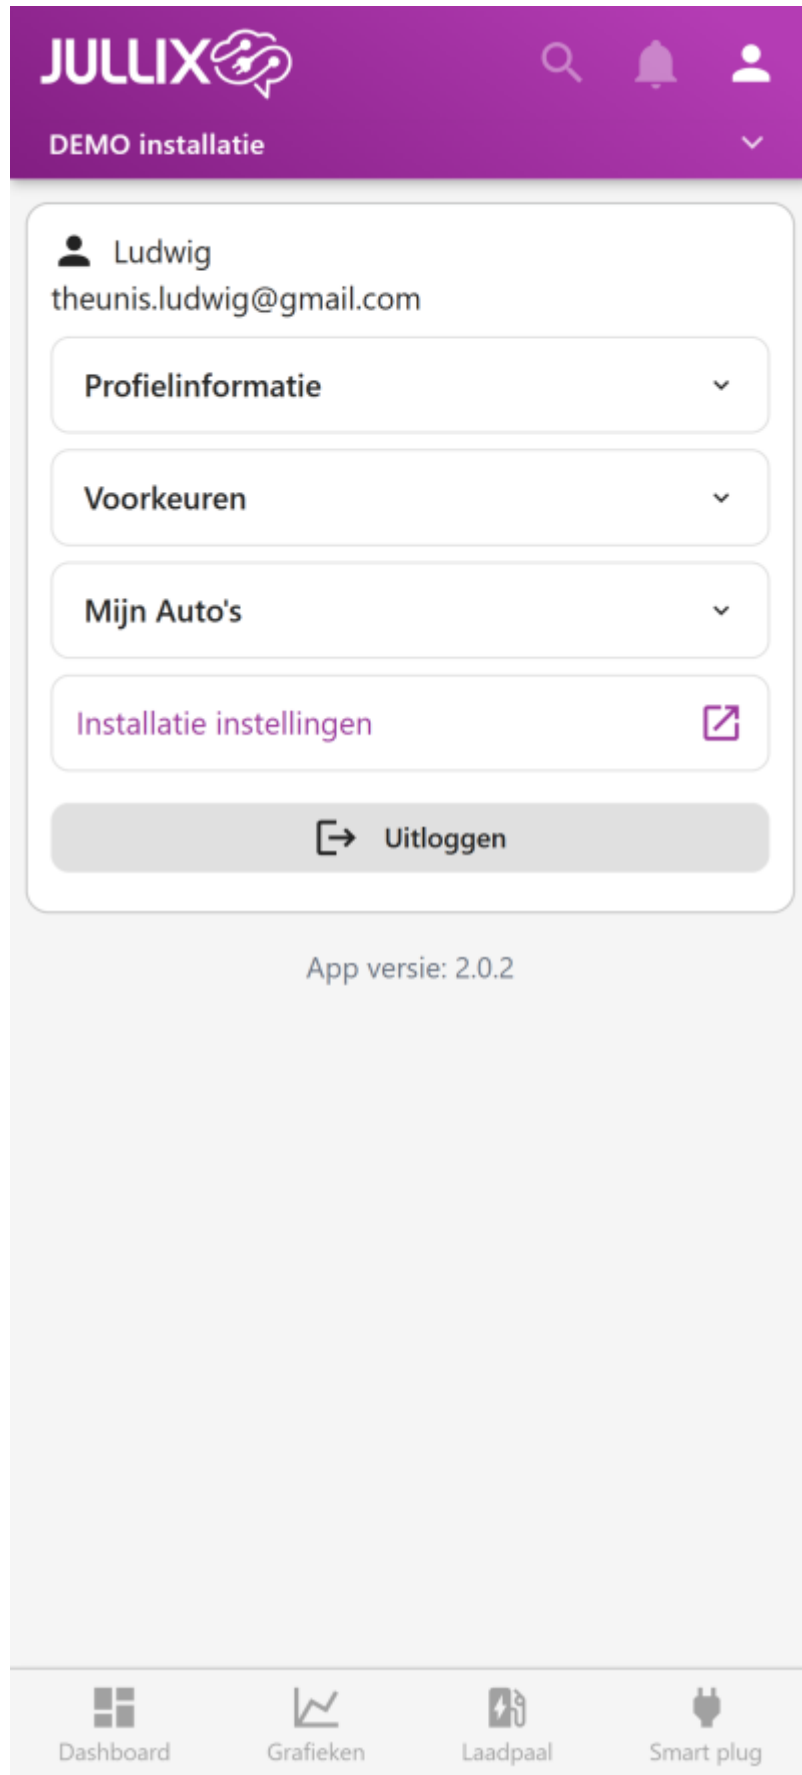 JULLIX
DEMO installatie
Ludwig
theunis.ludwig@gmail.com
Profielinformatie
Voorkeuren
Mijn Auto's
Installatie instellingen
Uitloggen
App versie: 2.0.2
Dashboard Grafieken Laadpaal Smart plug